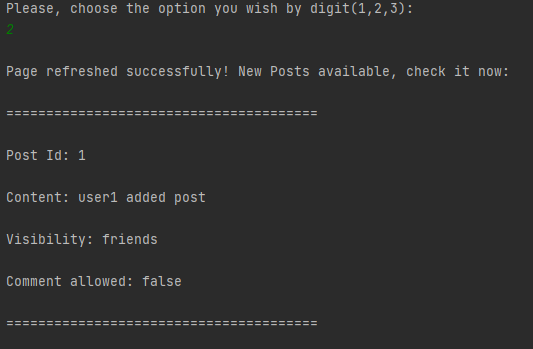 Please, choose the option you wish by digit(1,2,3):
2
Page refreshed successfully! New Posts available, check it now:
=======================================
Post Id: 1
Content: user1 added post
Visibility: friends
Comment allowed: false
=======================================